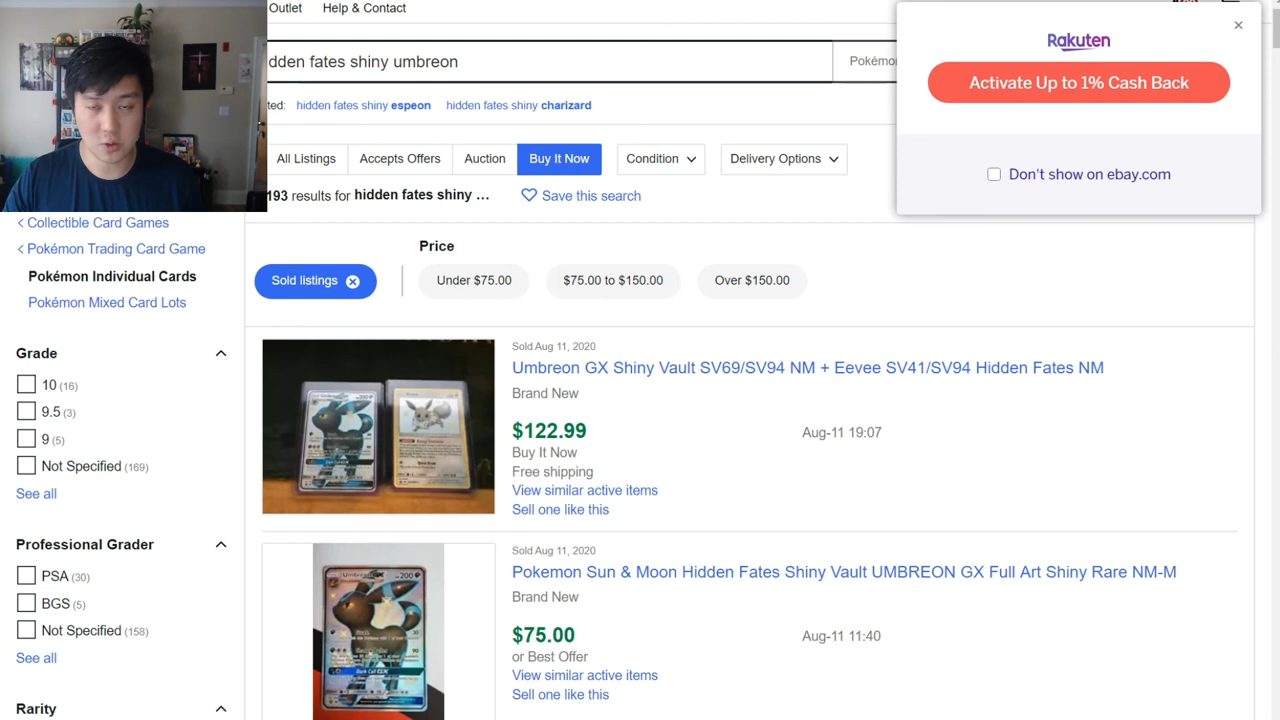 Outlet Help & Contact
dden fates shiny umbreon
Pokémon
ted: hidden fates shiny espeon hidden fates shiny charizard
All Listings Accepts Offers Auction Buy It Now Condition Delivery Options
193 results for hidden fates shiny ... Save this search
Rakuten
Activate Up to 1% Cash Back
Don't show on ebay.com
< Collectible Card Games
< Pokémon Trading Card Game
Pokémon Individual Cards
Pokémon Mixed Card Lots
Grade
10 (16)
9.5 (3)
9 (5)
Not Specified (169)
See all
Professional Grader
PSA (30)
BGS (5)
Not Specified (158)
See all
Rarity
Price
Sold listings Under $75.00 $75.00 to $150.00 Over $150.00
Sold Aug 11, 2020
Umbreon GX Shiny Vault SV69/SV94 NM + Eevee SV41/SV94 Hidden Fates NM
Brand New
$122.99 Aug-11 19:07
Buy It Now
Free shipping
View similar active items
Sell one like this
Sold Aug 11, 2020
Pokemon Sun & Moon Hidden Fates Shiny Vault UMBREON GX Full Art Shiny Rare NM-M
Brand New
$75.00 Aug-11 11:40
or Best Offer
View similar active items
Sell one like this
Umbreon GX 200
Dark Call GX